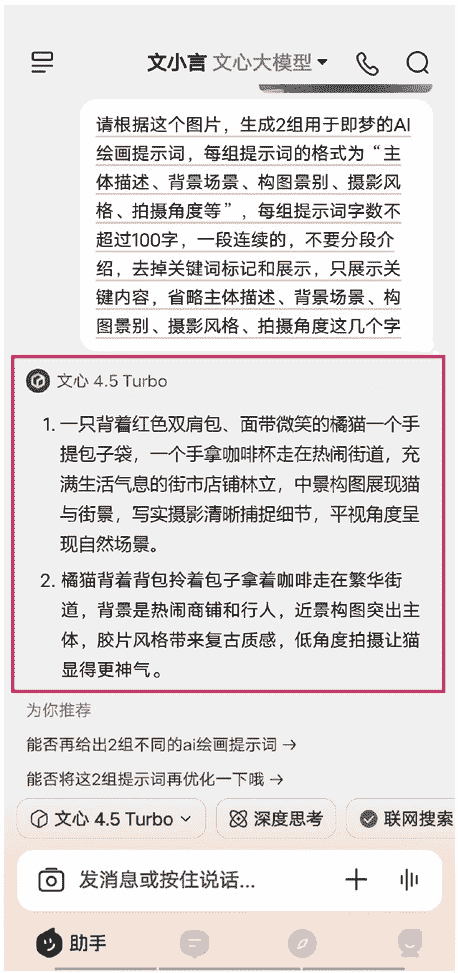 文小言 文心大模型
请根据这个图片，生成2组用于即梦的AI
绘画提示词，每组提示词的格式为“主
体描述、背景场景、构图景别、摄影风
格、拍摄角度等”，每组提示词字数不
超过100字，一段连续的，不要分段介
绍，去掉关键词标记和展示，只展示关
键内容，省略主体描述、背景场景、构
图景别、摄影风格、拍摄角度这几个字
文心 4.5 Turbo
1. 一只背着红色双肩包、面带微笑的橘猫一个手
提包子袋，一个手拿咖啡杯走在热闹街道，充
满生活气息的街市店铺林立，中景构图展现猫
与街景，写实摄影清晰捕捉细节，平视角度呈
现自然场景。
2. 橘猫背着背包拎着包子拿着咖啡走在繁华街
道，背景是热闹商铺和行人，近景构图突出主
体，胶片风格带来复古质感，低角度拍摄让猫
显得更神气。
为你推荐
能否再给出2组不同的ai绘画提示词 →
能否将这2组提示词再优化一下哦 →
文心 4.5 Turbo
深度思考
联网搜索
发消息或按住说话...
助手